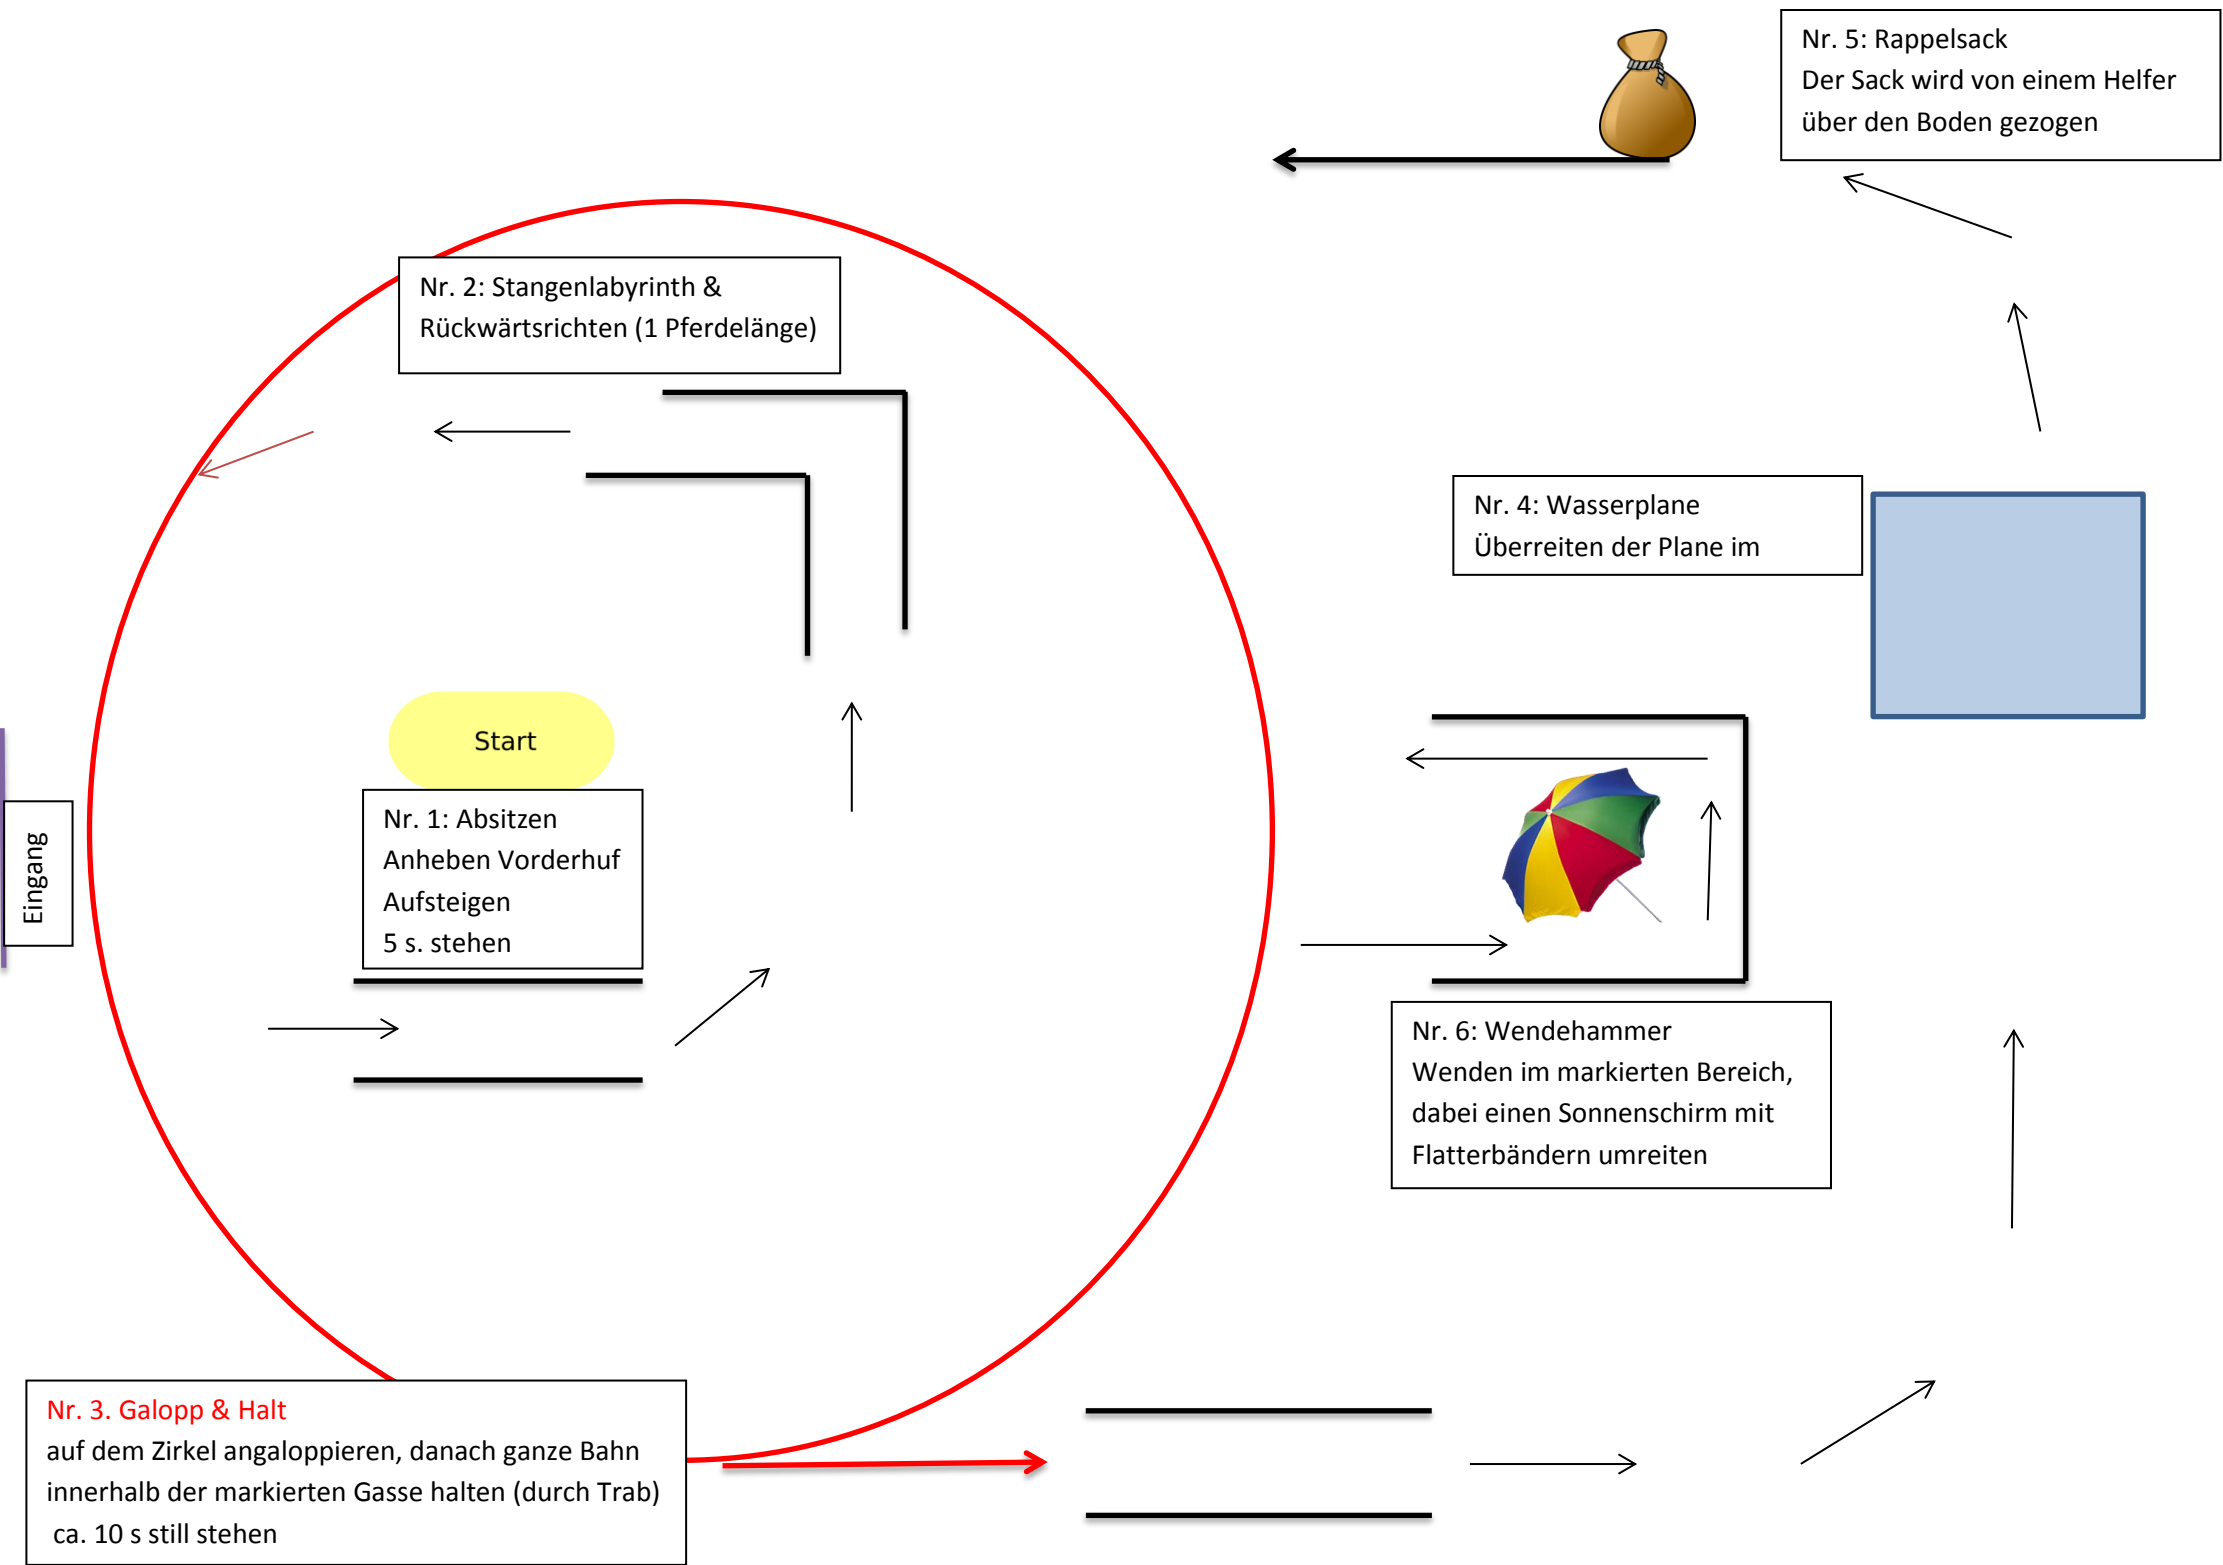 Nr. 5: Rappelsack
Der Sack wird von einem Helfer
über den Boden gezogen
Nr. 2: Stangenlabyrinth &
Rückwärtsrichten (1 Pferdelänge)
Nr. 4: Wasserplane
Überreiten der Plane im
Start
Nr. 1: Absitzen
Anheben Vorderhuf
Aufsteigen
5 s. stehen
Eingang
Nr. 6: Wendehammer
Wenden im markierten Bereich,
dabei einen Sonnenschirm mit
Flatterbändern umreiten
Nr. 3. Galopp & Halt
auf dem Zirkel angaloppieren, danach ganze Bahn
innerhalb der markierten Gasse halten (durch Trab)
ca. 10 s still stehen